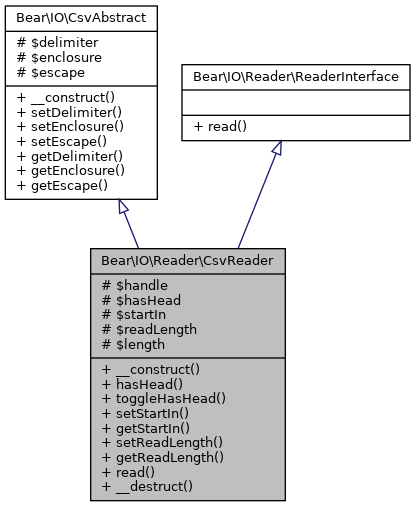 Bear\IO\CsvAbstract
# $delimiter
# $enclosure
# $escape
+ __construct()
+ setDelimiter()
+ setEnclosure()
+ setEscape()
+ getDelimiter()
+ getEnclosure()
+ getEscape()
Bear\IO\Reader\ReaderInterface
+ read()
Bear\IO\Reader\CsvReader
# $handle
# $hasHead
# $startIn
# $readLength
# $length
+ __construct()
+ hasHead()
+ toggleHasHead()
+ setStartIn()
+ getStartIn()
+ setReadLength()
+ getReadLength()
+ read()
+ __destruct()